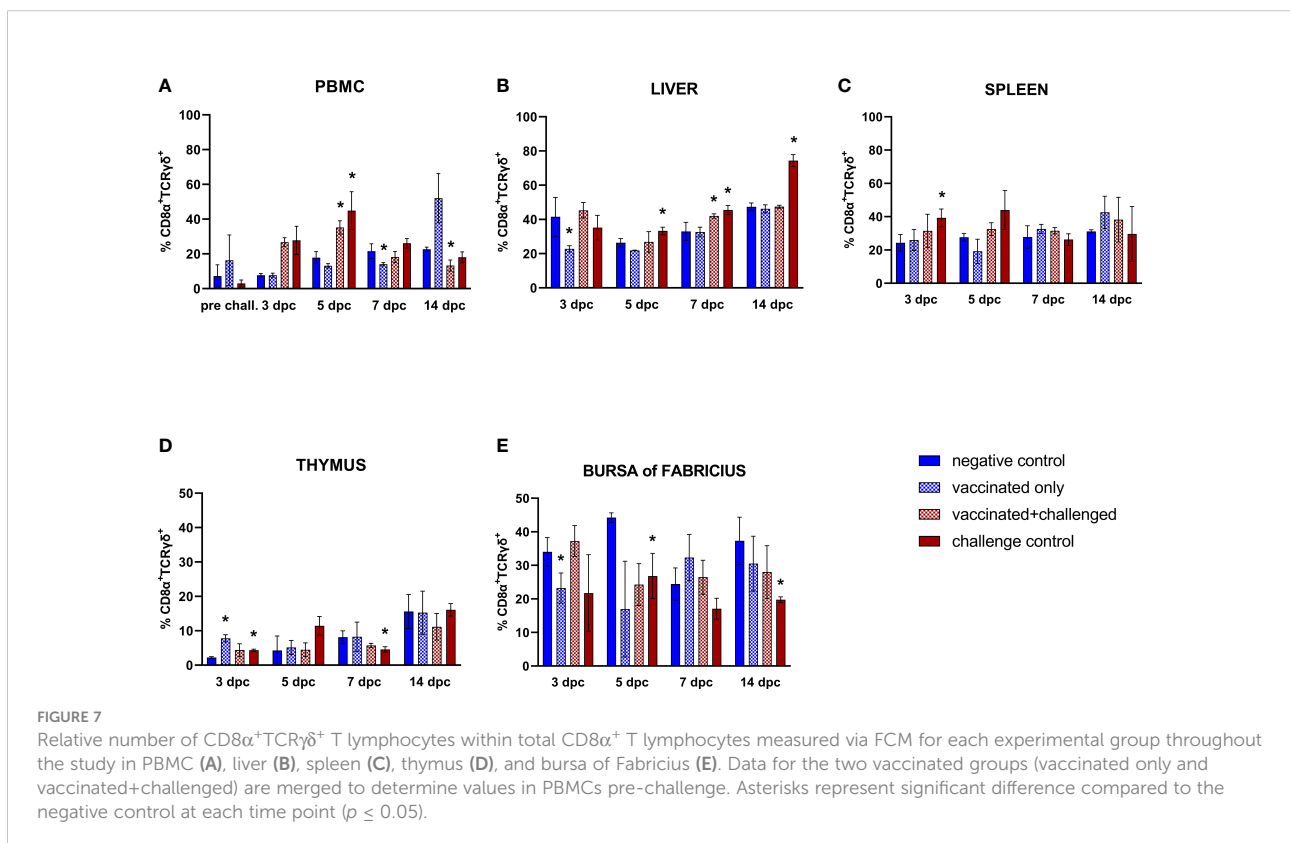 A
PBMC
% CD8α⁺TCRγδ⁺
100
80
60
40
20
0
* * * *
pre chall. 3 dpc 5 dpc 7 dpc 14 dpc
B
LIVER
% CD8α⁺TCRγδ⁺
100
80
60
40
20
0
* * * * *
3 dpc 5 dpc 7 dpc 14 dpc
C
SPLEEN
% CD8α⁺TCRγδ⁺
100
80
60
40
20
0
*
3 dpc 5 dpc 7 dpc 14 dpc
D
THYMUS
% CD8α⁺TCRγδ⁺
50
40
30
20
10
0
* * *
3 dpc 5 dpc 7 dpc 14 dpc
E
BURSA of FABRICIUS
% CD8α⁺TCRγδ⁺
50
40
30
20
10
0
* * *
3 dpc 5 dpc 7 dpc 14 dpc
negative control
vaccinated only
vaccinated+challenged
challenge control
FIGURE 7
Relative number of CD8α⁺TCRγδ⁺ T lymphocytes within total CD8α⁺ T lymphocytes measured via FCM for each experimental group throughout
the study in PBMC (A), liver (B), spleen (C), thymus (D), and bursa of Fabricius (E). Data for the two vaccinated groups (vaccinated only and
vaccinated+challenged) are merged to determine values in PBMCs pre-challenge. Asterisks represent significant difference compared to the
negative control at each time point (p ≤ 0.05).